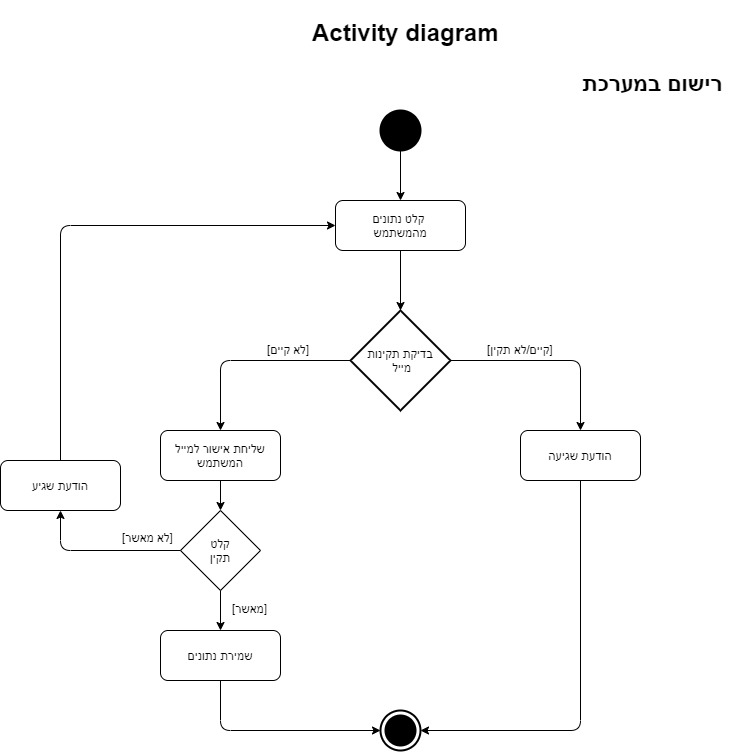 Activity diagram
רישום במערכת
קלט נתונים
מהמשתמש
בדיקת תקינות
מייל
[לא קיים]
[קיים/לא תקין]
שליחת אישור למייל
המשתמש
הודעת שגיעה
הודעת שגיע
[לא מאשר]
קלט
תקין
[מאשר]
שמירת נתונים